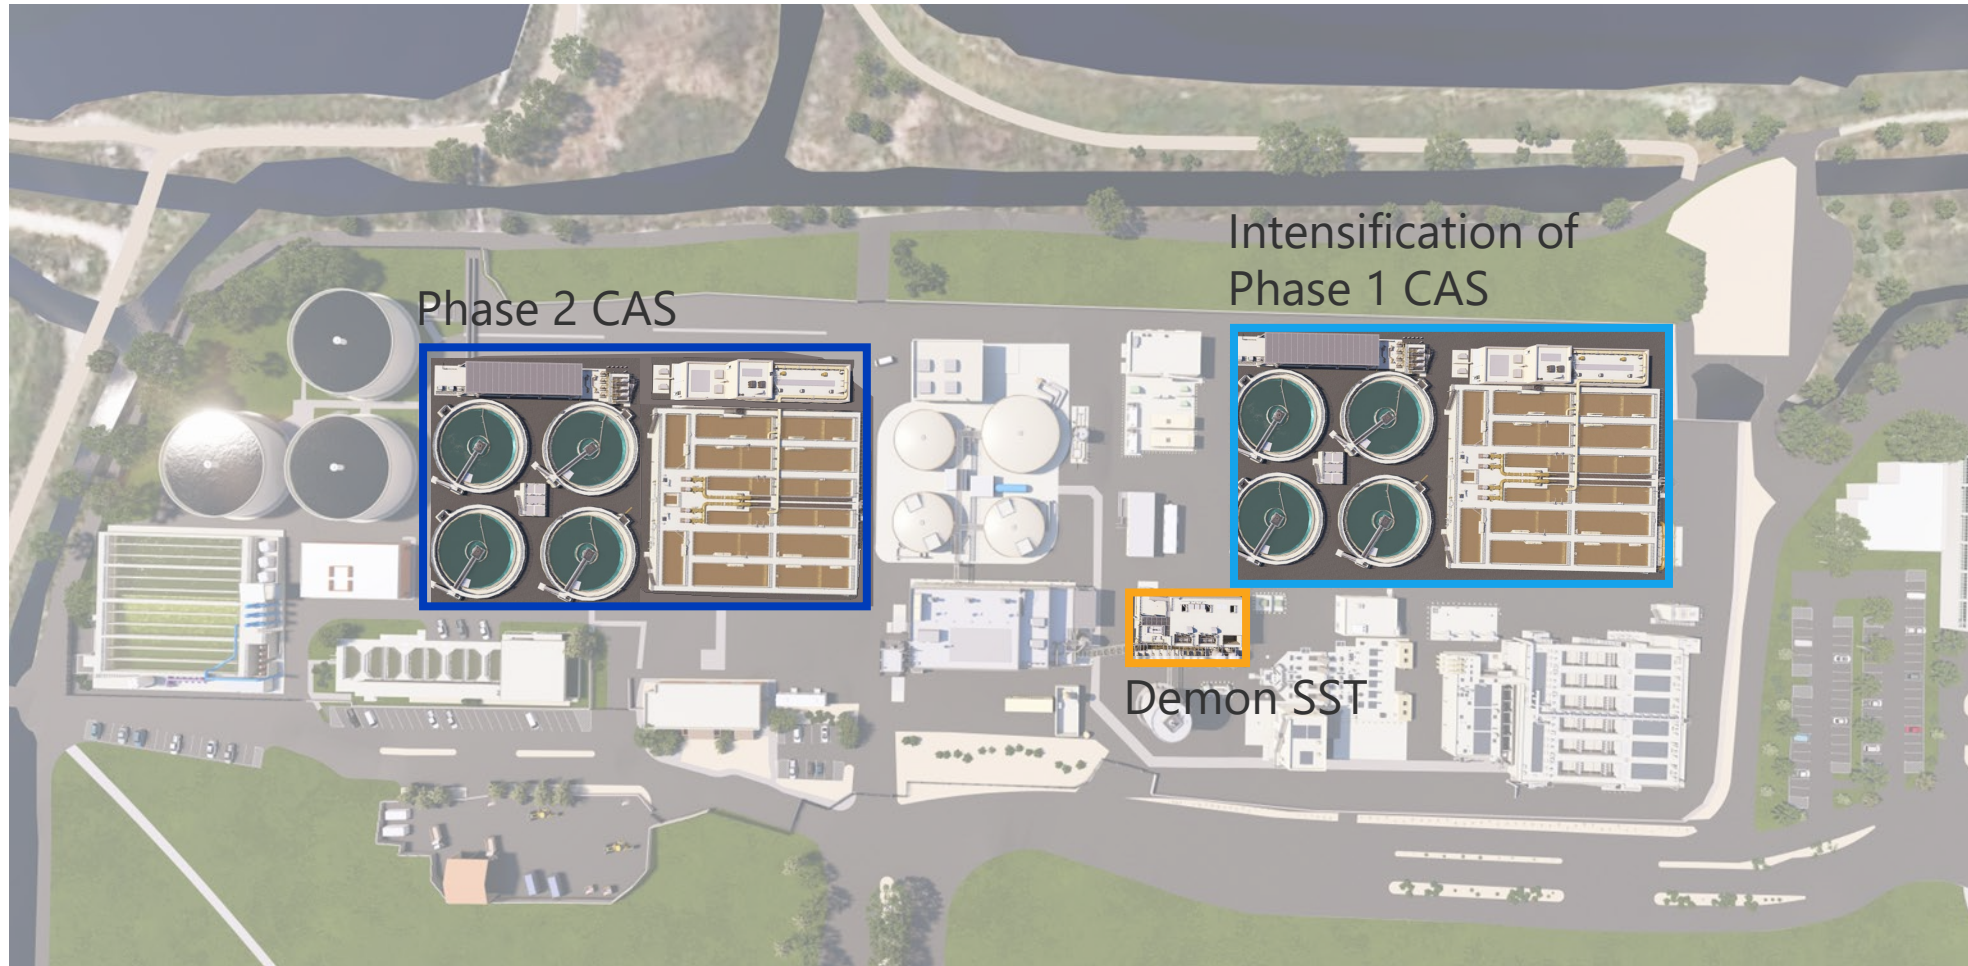 Intensification of
Phase 1 CAS
Phase 2 CAS
Demon SST